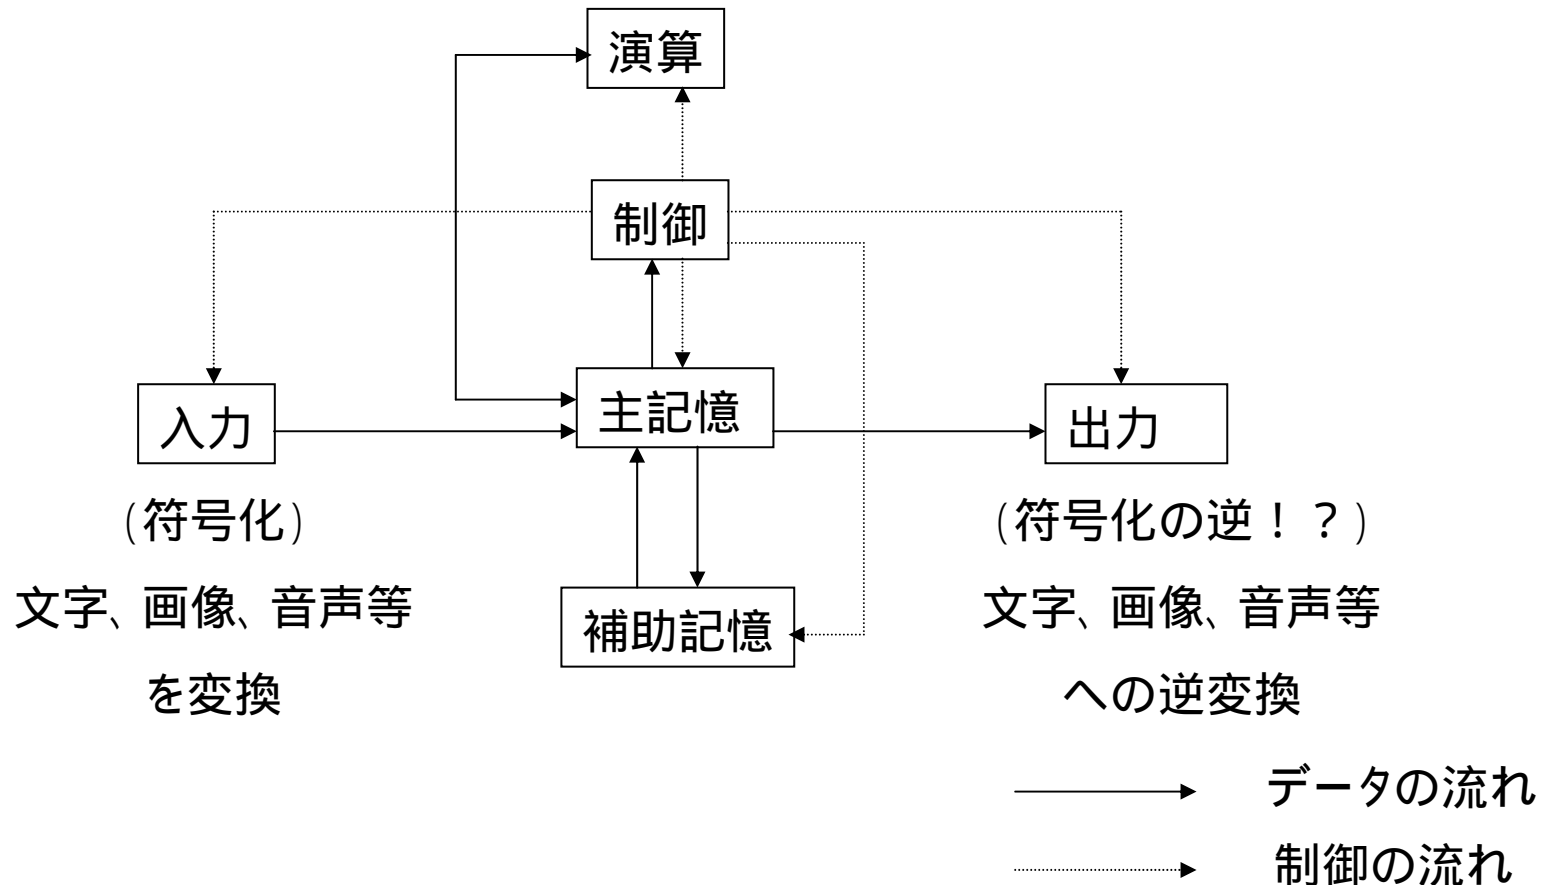 演算
制御
入力
主記憶
出力
(符号化)
文字、画像、音声等
を変換
補助記憶
(符号化の逆！？)
文字、画像、音声等
への逆変換
データの流れ
制御の流れ